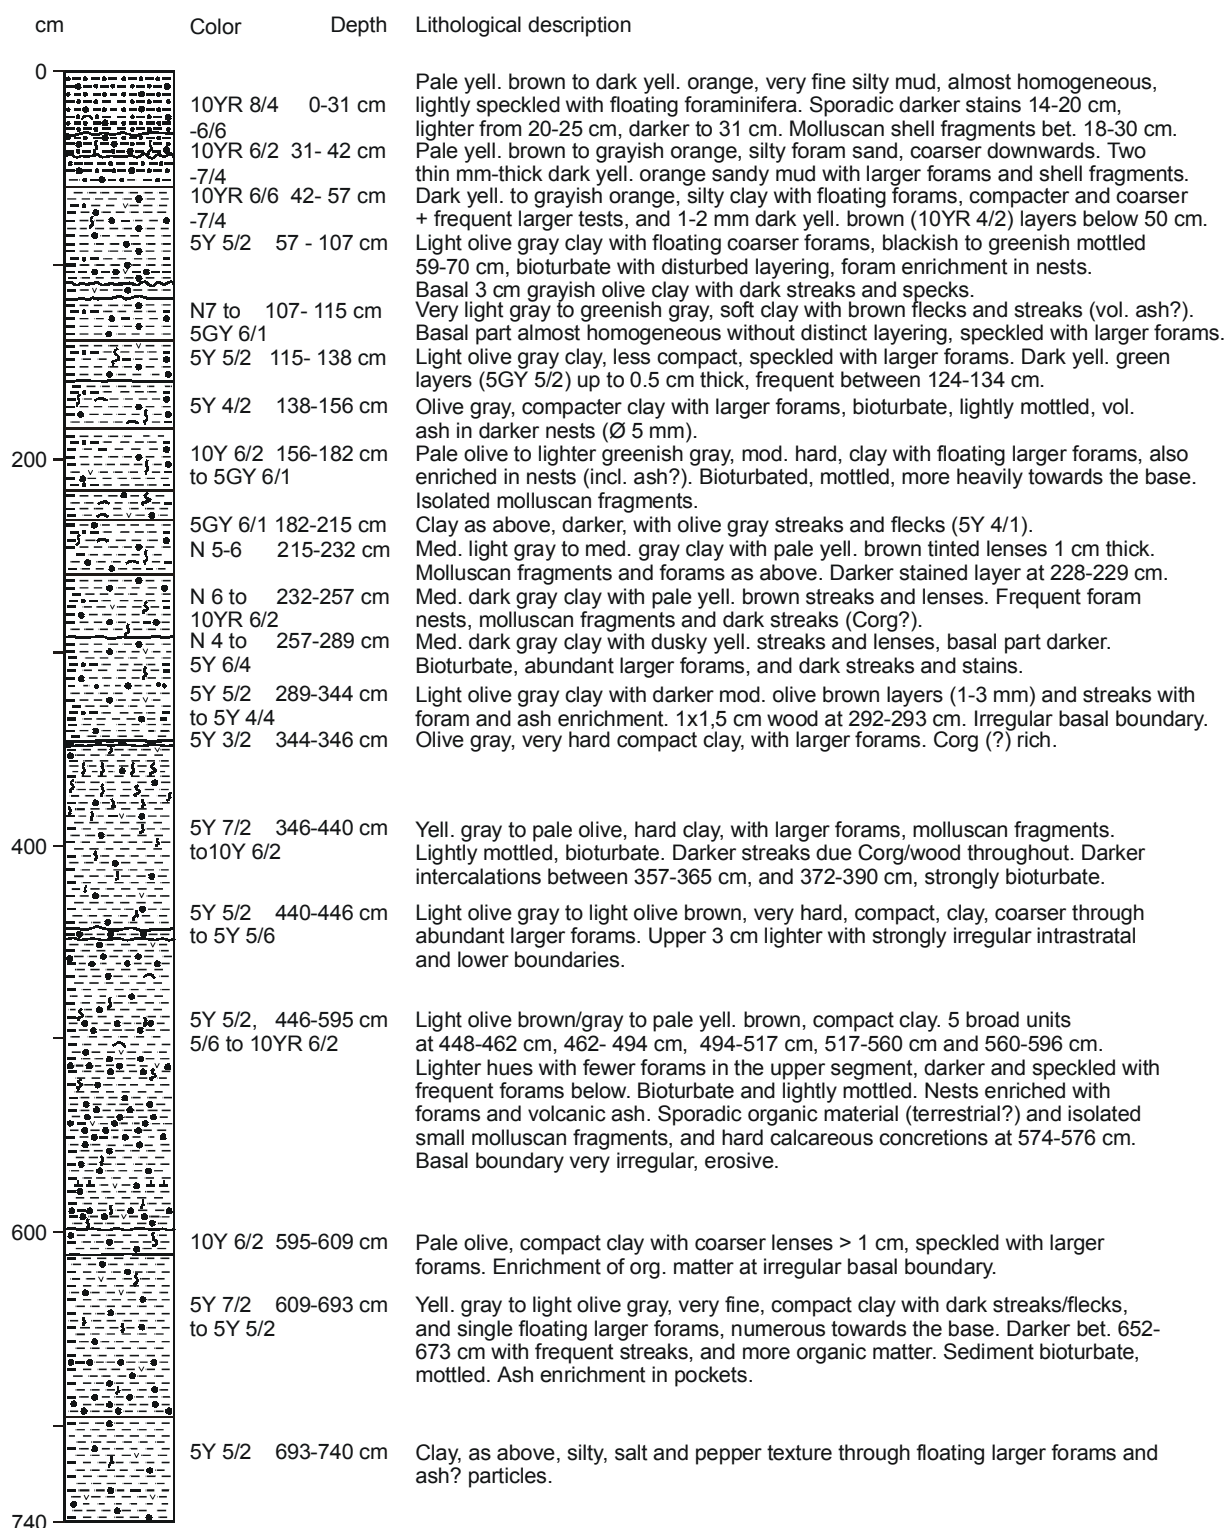 cm Color Depth Lithological description
0
Pale yell. brown to dark yell. orange, very fine silty mud, almost homogeneous,
10YR 8/4 0-31 cm lightly speckled with floating foraminifera. Sporadic darker stains 14-20 cm,
-6/6 lighter from 20-25 cm, darker to 31 cm. Molluscan shell fragments bet. 18-30 cm.
10YR 6/2 31- 42 cm Pale yell. brown to grayish orange, silty foram sand, coarser downwards. Two
-7/4 thin mm-thick dark yell. orange sandy mud with larger forams and shell fragments.
10YR 6/6 42- 57 cm Dark yell. to grayish orange, silty clay with floating forams, compacter and coarser
-7/4 + frequent larger tests, and 1-2 mm dark yell. brown (10YR 4/2) layers below 50 cm.
5Y 5/2 57 - 107 cm Light olive gray clay with floating coarser forams, blackish to greenish mottled
59-70 cm, bioturbate with disturbed layering, foram enrichment in nests.
Basal 3 cm grayish olive clay with dark streaks and specks.
N7 to 107- 115 cm Very light gray to greenish gray, soft clay with brown flecks and streaks (vol. ash?).
5GY 6/1 Basal part almost homogeneous without distinct layering, speckled with larger forams.
5Y 5/2 115- 138 cm Light olive gray clay, less compact, speckled with larger forams. Dark yell. green
layers (5GY 5/2) up to 0.5 cm thick, frequent between 124-134 cm.
5Y 4/2 138-156 cm Olive gray, compacter clay with larger forams, bioturbate, lightly mottled, vol.
ash in darker nests (Ø 5 mm).
200 10Y 6/2 156-182 cm Pale olive to lighter greenish gray, mod. hard, clay with floating larger forams, also
to 5GY 6/1 enriched in nests (incl. ash?). Bioturbated, mottled, more heavily towards the base.
Isolated molluscan fragments.
5GY 6/1 182-215 cm Clay as above, darker, with olive gray streaks and flecks (5Y 4/1).
N 5-6 215-232 cm Med. light gray to med. gray clay with pale yell. brown tinted lenses 1 cm thick.
Molluscan fragments and forams as above. Darker stained layer at 228-229 cm.
N 6 to 232-257 cm Med. dark gray clay with pale yell. brown streaks and lenses. Frequent foram
10YR 6/2 nests, molluscan fragments and dark streaks (Corg?).
N 4 to 257-289 cm Med. dark gray clay with dusky yell. streaks and lenses, basal part darker.
5Y 6/4 Bioturbate, abundant larger forams, and dark streaks and stains.
5Y 5/2 289-344 cm Light olive gray clay with darker mod. olive brown layers (1-3 mm) and streaks with
to 5Y 4/4 foram and ash enrichment. 1x1,5 cm wood at 292-293 cm. Irregular basal boundary.
5Y 3/2 344-346 cm Olive gray, very hard compact clay, with larger forams. Corg (?) rich.
5Y 7/2 346-440 cm Yell. gray to pale olive, hard clay, with larger forams, molluscan fragments.
400 to10Y 6/2 Lightly mottled, bioturbate. Darker streaks due Corg/wood throughout. Darker
intercalations between 357-365 cm, and 372-390 cm, strongly bioturbate.
5Y 5/2 440-446 cm Light olive gray to light olive brown, very hard, compact, clay, coarser through
to 5Y 5/6 abundant larger forams. Upper 3 cm lighter with strongly irregular intrastratal
and lower boundaries.
5Y 5/2, 446-595 cm Light olive brown/gray to pale yell. brown, compact clay. 5 broad units
5/6 to 10YR 6/2 at 448-462 cm, 462- 494 cm, 494-517 cm, 517-560 cm and 560-596 cm.
Lighter hues with fewer forams in the upper segment, darker and speckled with
frequent forams below. Bioturbate and lightly mottled. Nests enriched with
forams and volcanic ash. Sporadic organic material (terrestrial?) and isolated
small molluscan fragments, and hard calcareous concretions at 574-576 cm.
Basal boundary very irregular, erosive.
600 10Y 6/2 595-609 cm Pale olive, compact clay with coarser lenses > 1 cm, speckled with larger
forams. Enrichment of org. matter at irregular basal boundary.
5Y 7/2 609-693 cm Yell. gray to light olive gray, very fine, compact clay with dark streaks/flecks,
to 5Y 5/2 and single floating larger forams, numerous towards the base. Darker bet. 652-
673 cm with frequent streaks, and more organic matter. Sediment bioturbate,
mottled. Ash enrichment in pockets.
5Y 5/2 693-740 cm Clay, as above, silty, salt and pepper texture through floating larger forams and
ash? particles.
740